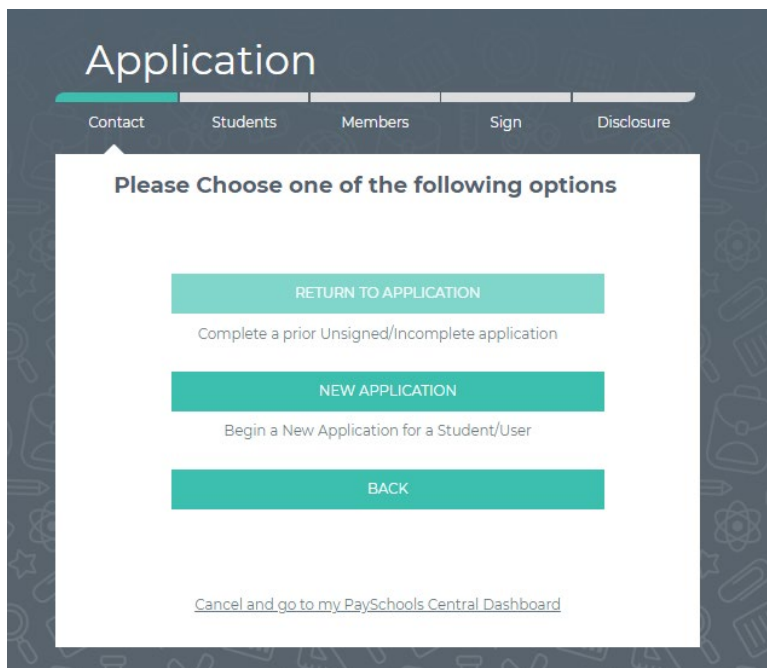 Application
Contact Students Members Sign Disclosure
Please Choose one of the following options
RETURN TO APPLICATION
Complete a prior Unsigned/Incomplete application
NEW APPLICATION
Begin a New Application for a Student/User
BACK
Cancel and go to my PaySchools Central Dashboard